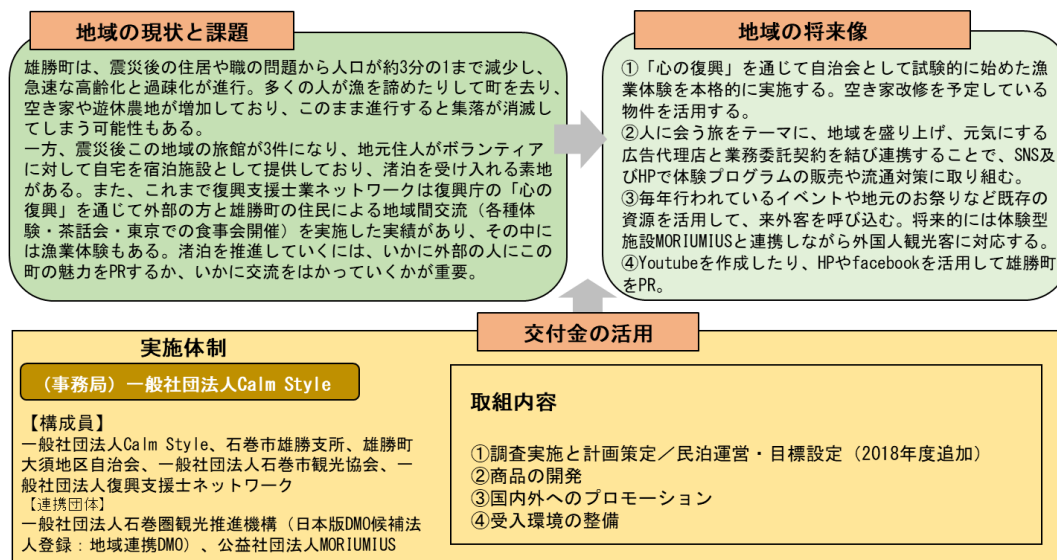 地域の現状と課題
雄勝町は、震災後の住居や職の問題から人口が約3分の1まで減少し、
急速な高齢化と過疎化が進行。多くの人が漁を諦めたりして町を去り、
空き家や遊休農地が増加しており、このまま進行すると集落が消滅し
てしまう可能性もある。
一方、震災後この地域の旅館が3件になり、地元住人がボランティア
に対して自宅を宿泊施設として提供しており、渚泊を受け入れる素地
がある。また、これまで復興支援士業ネットワークは復興庁の「心の
復興」を通じて外部の方と雄勝町の住民による地域間交流（各種体
験・茶話会・東京での食事会開催）を実施した実績があり、その中に
は漁業体験もある。渚泊を推進していくには、いかに外部の人にこの
町の魅力をPRするか、いかに交流をはかっていくかが重要。
地域の将来像
①「心の復興」を通じて自治会として試験的に始めた漁
業体験を本格的に実施する。空き家改修を予定している
物件を活用する。
②人に会う旅をテーマに、地域を盛り上げ、元気にする
広告代理店と業務委託契約を結び連携することで、SNS及
びHPで体験プログラムの販売や流通対策に取り組む。
③毎年行われているイベントや地元のお祭りなど既存の
資源を活用して、来外客を呼び込む。将来的には体験型
施設MORIUMIUSと連携しながら外国人観光客に対応する。
④Youtubeを作成したり、HPやfacebookを活用して雄勝町
をPR。
交付金の活用
実施体制
（事務局）一般社団法人Calm Style
【構成員】
一般社団法人Calm Style、石巻市雄勝支所、雄勝町
大須地区自治会、一般社団法人石巻市観光協会、一
般社団法人復興支援士ネットワーク
【連携団体】
一般社団法人石巻圏観光推進機構（日本版DMO候補法
人登録：地域連携DMO）、公益社団法人MORIUMIUS
取組内容
①調査実施と計画策定／民泊運営・目標設定（2018年度追加）
②商品の開発
③国内外へのプロモーション
④受入環境の整備